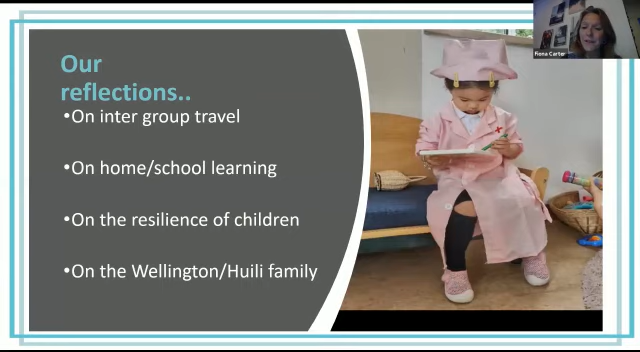 Our
reflections..
•On inter group travel
•On home/school learning
•On the resilience of children
•On the Wellington/Huili family
Fiona Carter